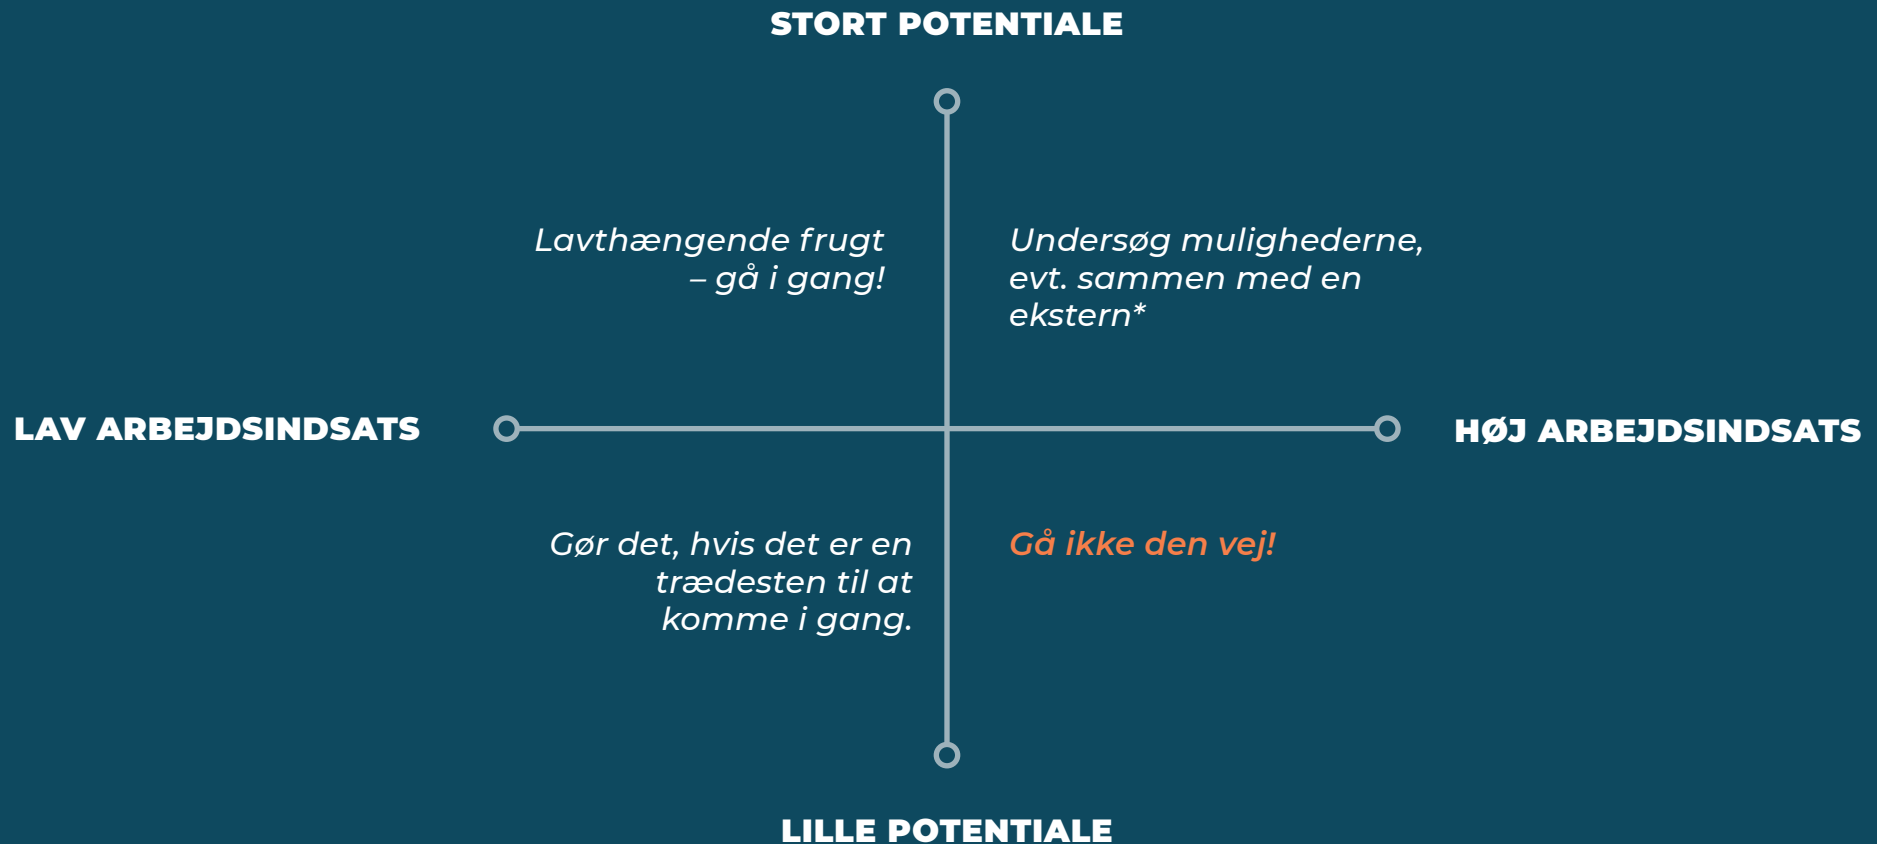 STORT POTENTIALE
Lavthængende frugt
– gå i gang!
Undersøg mulighederne,
evt. sammen med en
ekstern*
LAV ARBEJDSINDSATS
HØJ ARBEJDSINDSATS
Gør det, hvis det er en
trædesten til at
komme i gang.
Gå ikke den vej!
LILLE POTENTIALE